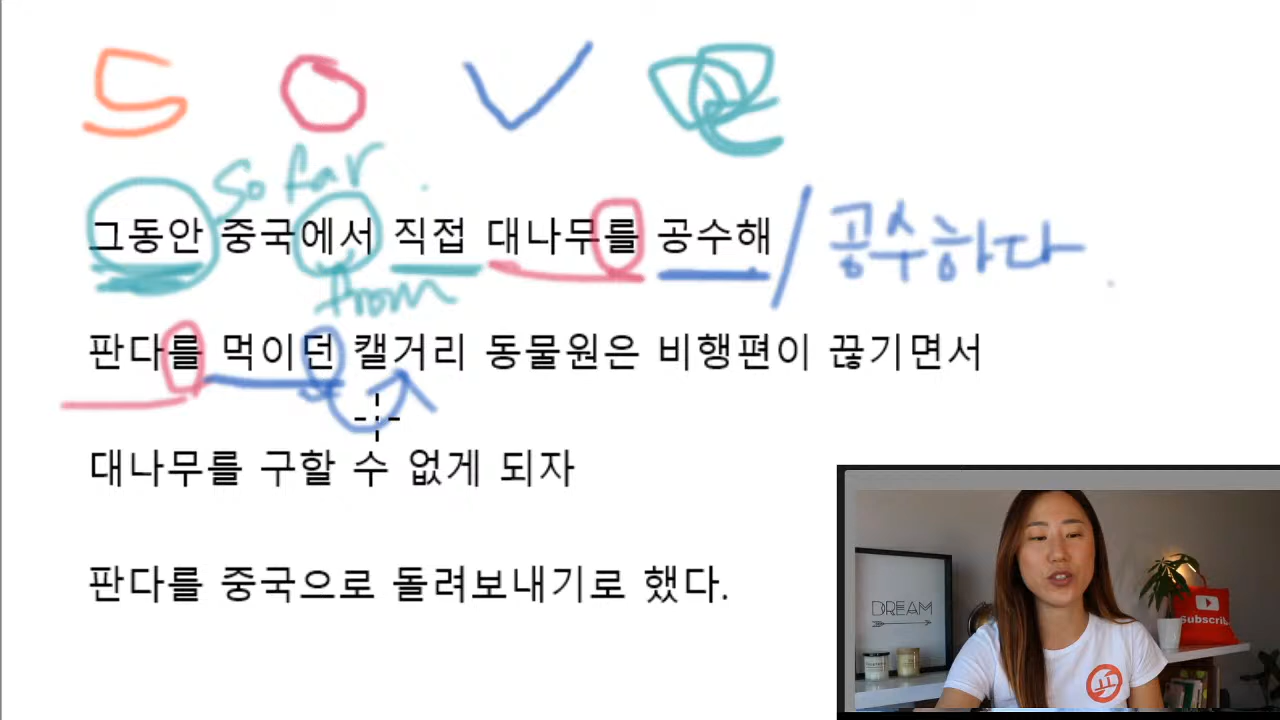 S O V
so far
그동안 중국에서 직접 대나무를 공수해 / 공수하다
from
판다를 먹이던 캘거리 동물원은 비행편이 끊기면서
대나무를 구할 수 없게 되자
판다를 중국으로 돌려보내기로 했다.
DREAM
Subscrib